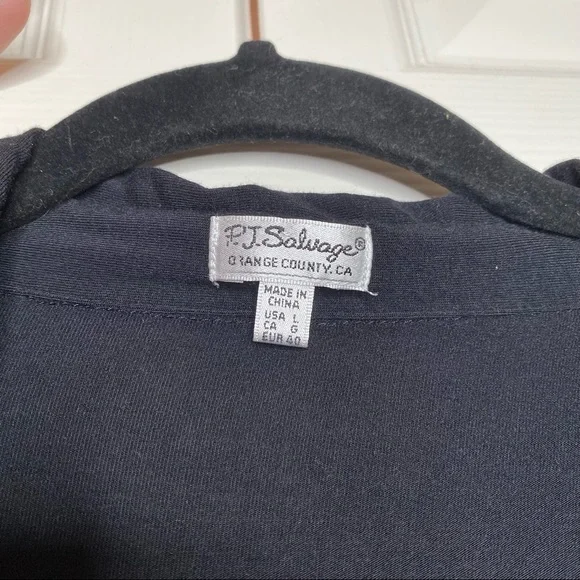 P.J. Salvage®
ORANGE COUNTY, CA
MADE IN
CHINA
USA L
CA G
EUR 40